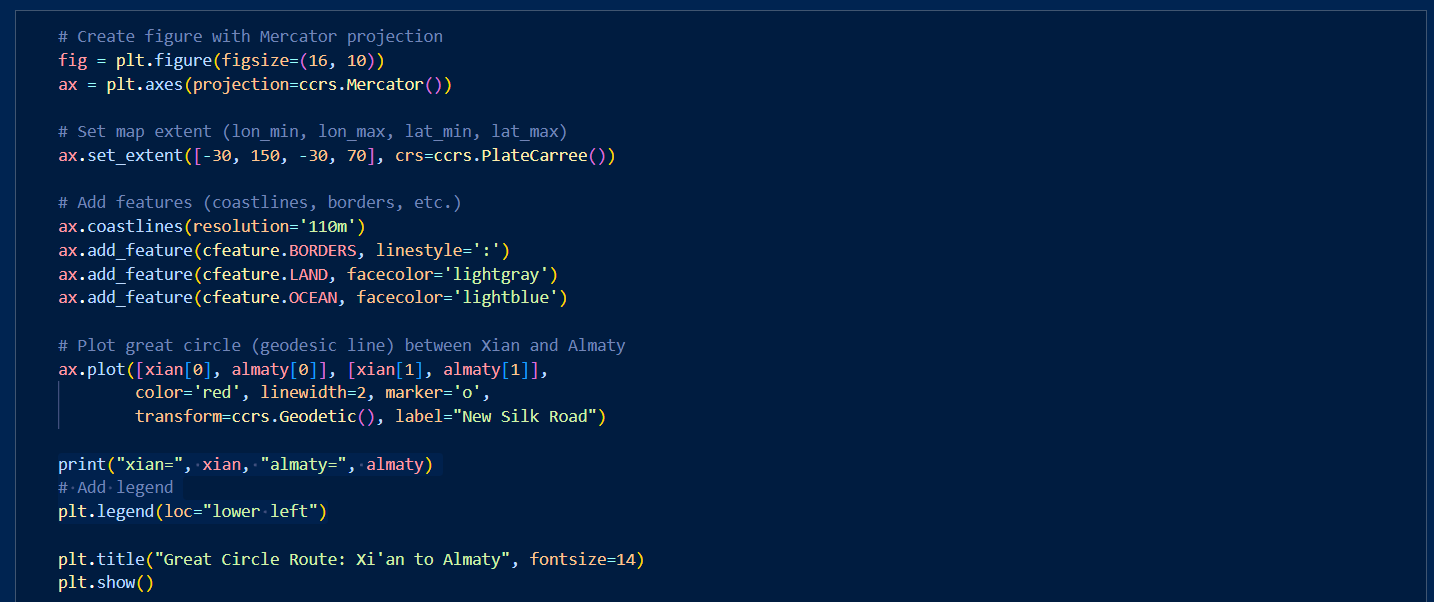 # Create figure with Mercator projection
fig = plt.figure(figsize=(16, 10))
ax = plt.axes(projection=ccrs.Mercator())
# Set map extent (lon_min, lon_max, lat_min, lat_max)
ax.set_extent([-30, 150, -30, 70], crs=ccrs.PlateCarree())
# Add features (coastlines, borders, etc.)
ax.coastlines(resolution='110m')
ax.add_feature(cfeature.BORDERS, linestyle=':')
ax.add_feature(cfeature.LAND, facecolor='lightgray')
ax.add_feature(cfeature.OCEAN, facecolor='lightblue')
# Plot great circle (geodesic line) between Xian and Almaty
ax.plot([xian[0], almaty[0]], [xian[1], almaty[1]],
color='red', linewidth=2, marker='o',
transform=ccrs.Geodetic(), label="New Silk Road")
print("xian=", xian, "almaty=", almaty)
# Add legend
plt.legend(loc="lower left")
plt.title("Great Circle Route: Xi'an to Almaty", fontsize=14)
plt.show()